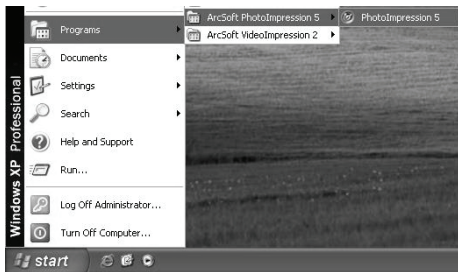 Windows XP Professional
Programs
Documents
Settings
Search
Help and Support
Run...
Log Off Administrator...
Turn Off Computer...
ArcSoft PhotoImpression 5
ArcSoft VideoImpression 2
PhotoImpression 5
start